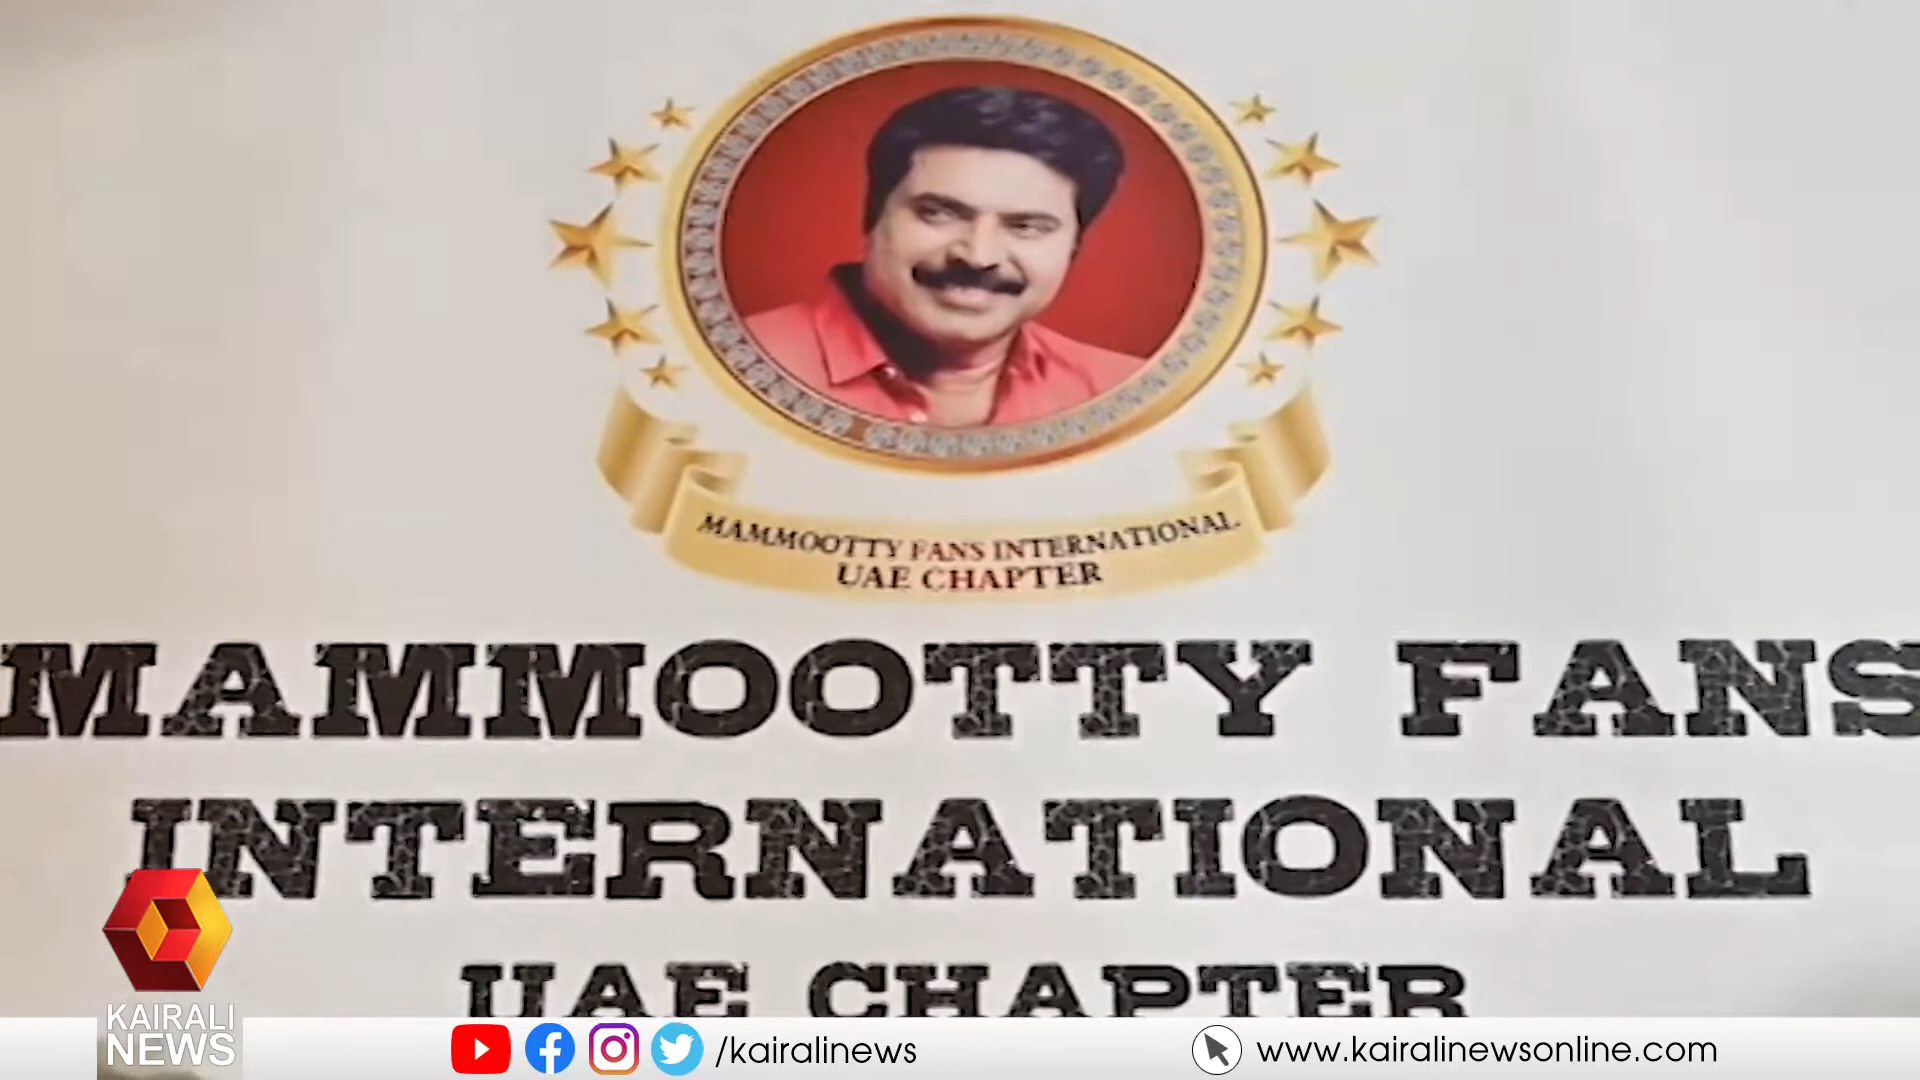 MAMMOOTTY FANS INTERNATIONAL
UAE CHAPTER
MAMMOOTTY FANS
INTERNATIONAL
UAE CHAPTER
KAIRALI
NEWS
/kairalinews
www.kairalinewsonline.com